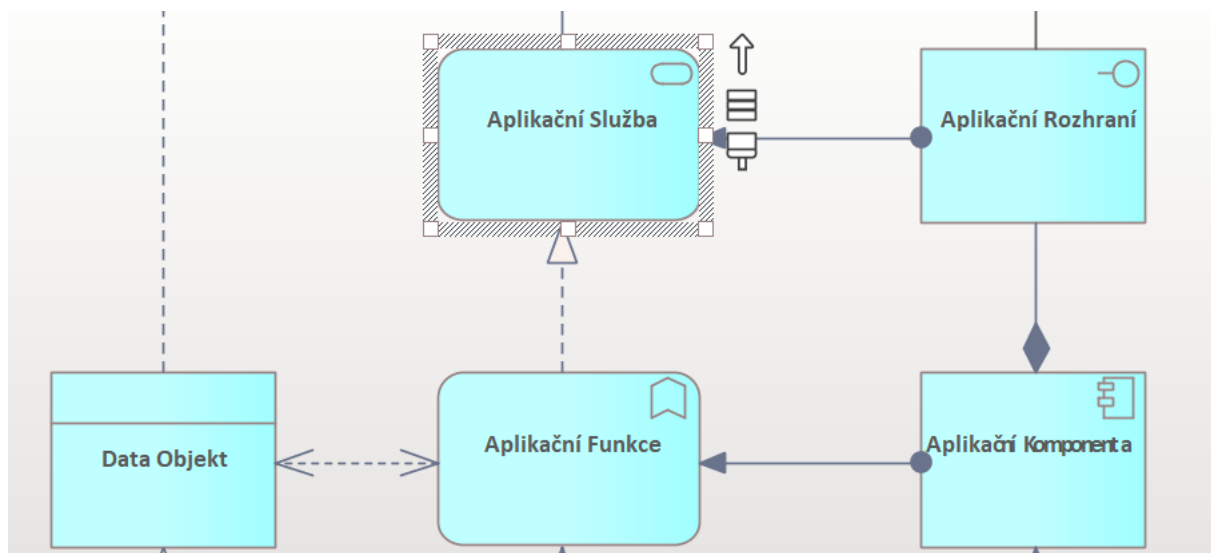 Aplikační Služba
Aplikační Rozhraní
Data Objekt
Aplikační Funkce
Aplikační Komponenta